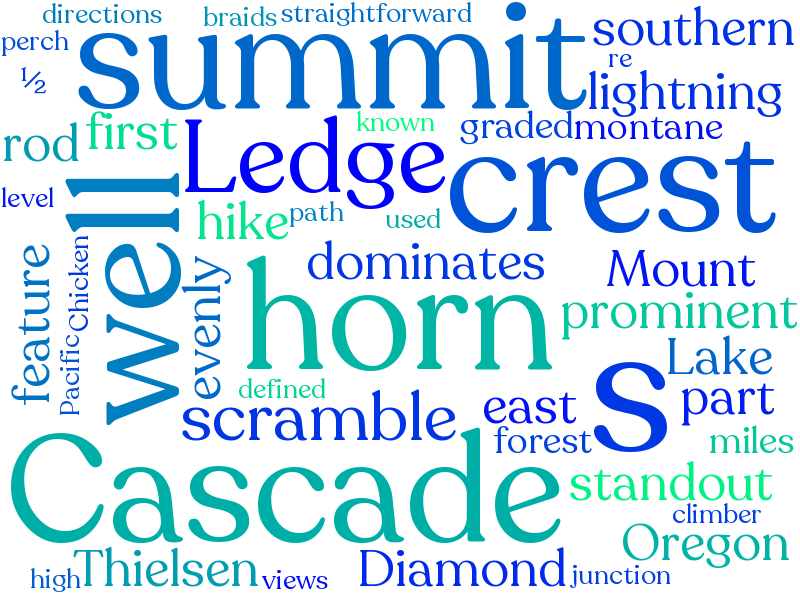 directions
braids
straightforward
perch
summit
southern
½
re
lightning
rod
first
Ledge
known
graded
montane
crest
level
well
hike
path
used
feature
Chicken
Pacific
evenly
horn
dominates
Mount
prominent
defined
s
Lake
scramble
east
part
forest
miles
Cascade
standout
climber
Oregon
high
Thielsen
views
Diamond
junction